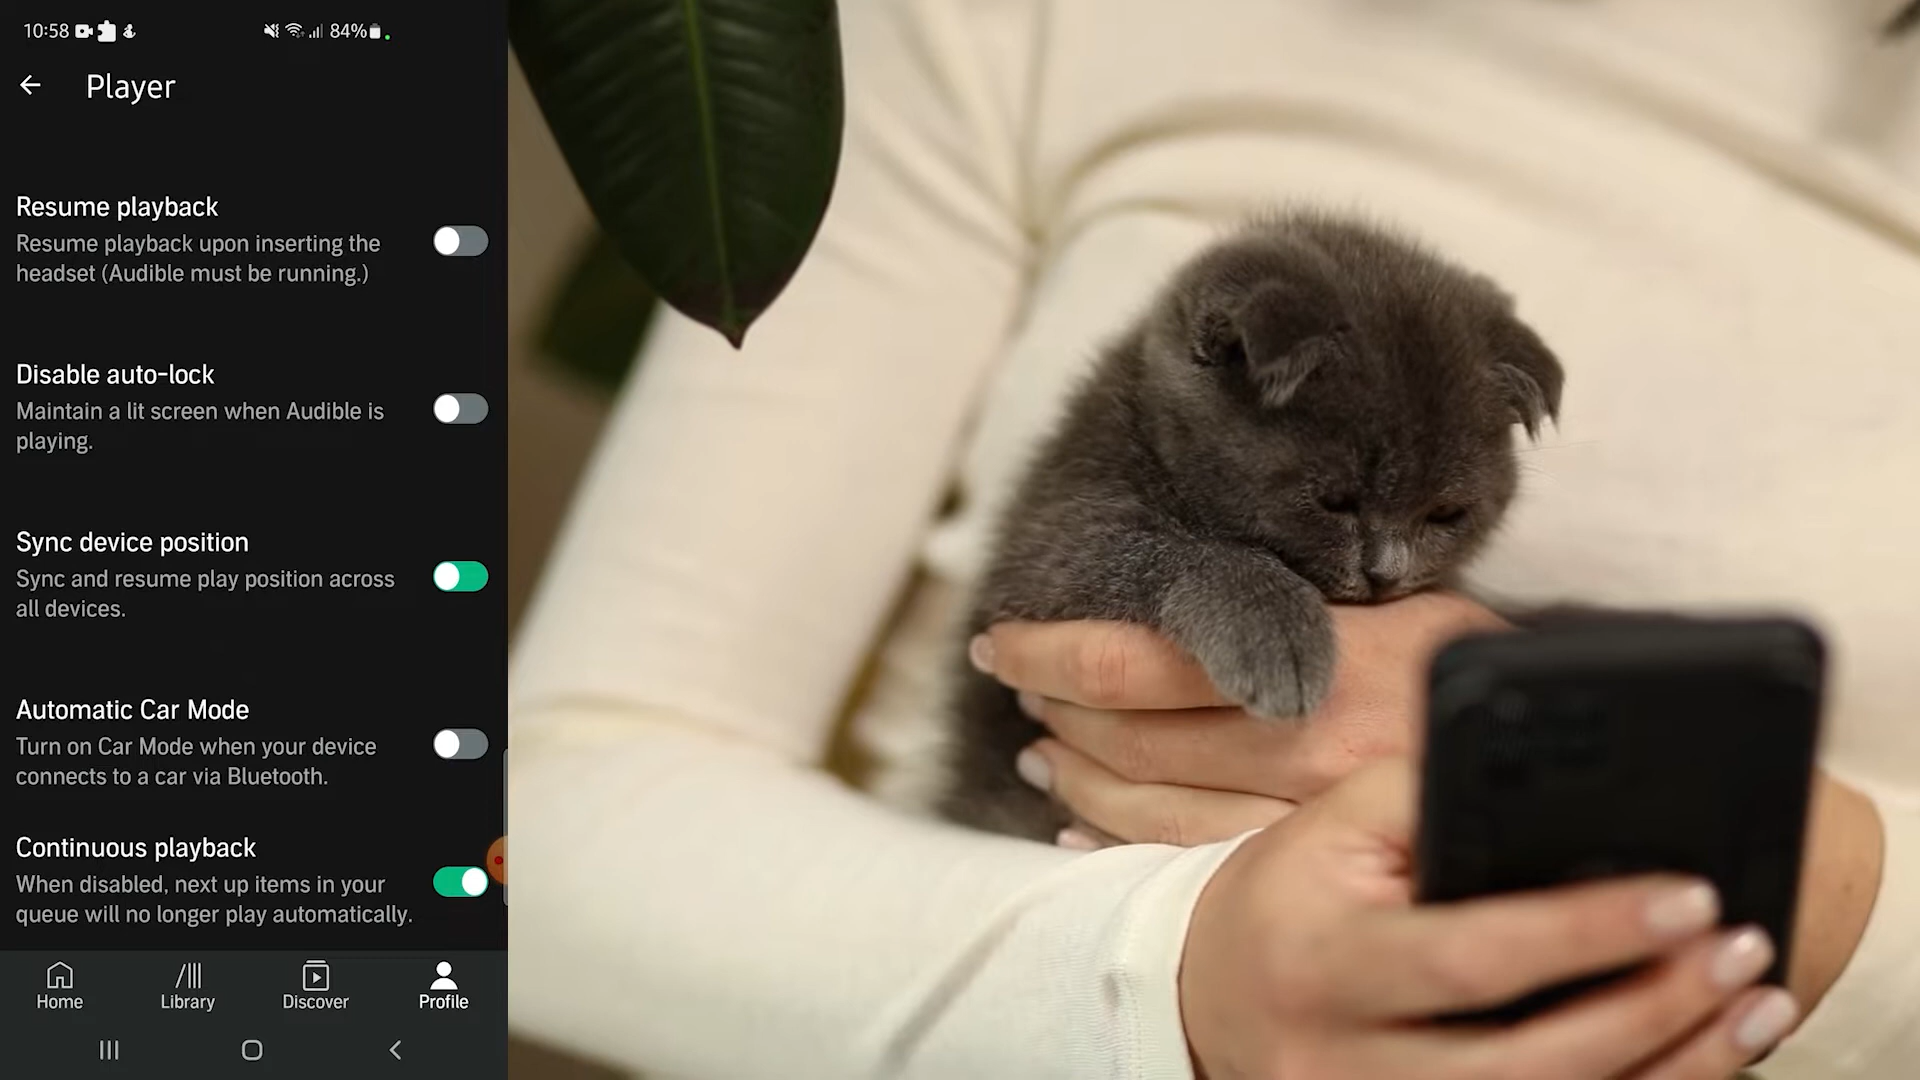 10:58 84%
Player
Resume playback
Resume playback upon inserting the
headset (Audible must be running.)
Disable auto-lock
Maintain a lit screen when Audible is
playing.
Sync device position
Sync and resume play position across
all devices.
Automatic Car Mode
Turn on Car Mode when your device
connects to a car via Bluetooth.
Continuous playback
When disabled, next up items in your
queue will no longer play automatically.
Home Library Discover Profile